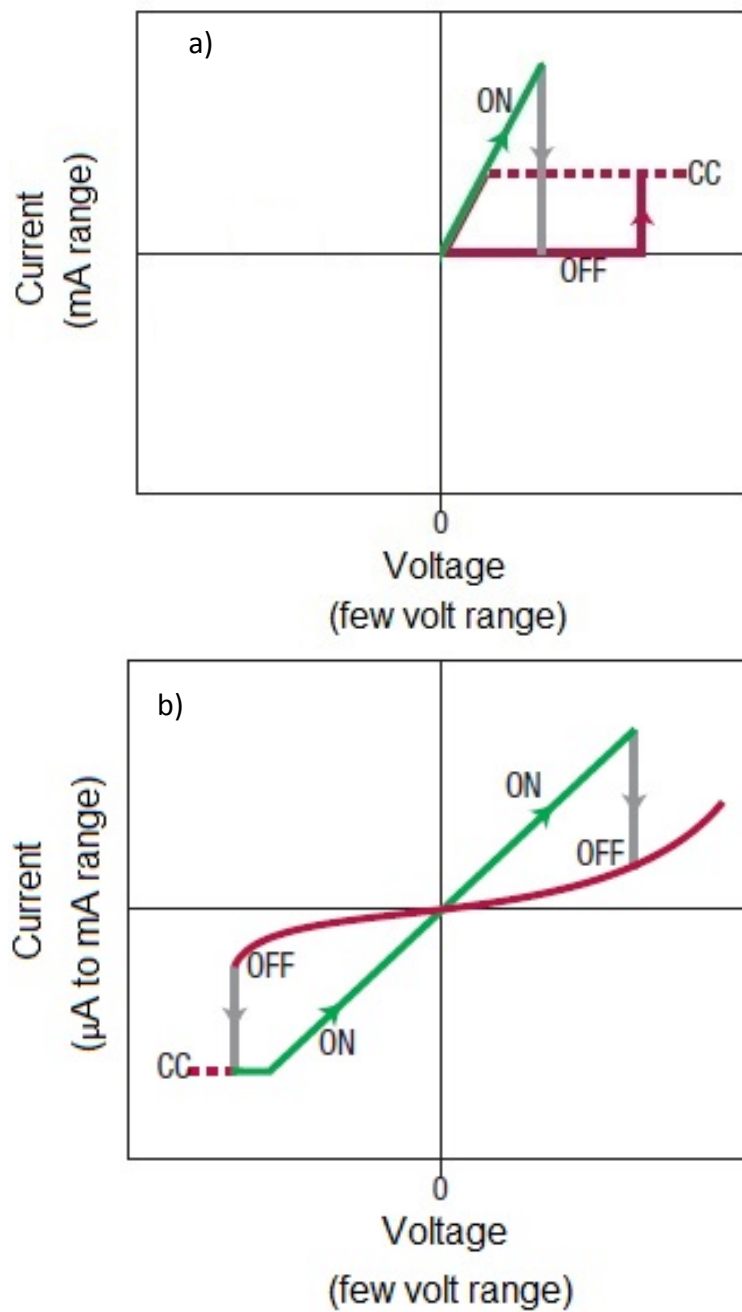 a)
ON
CC
OFF
Current
(mA range)
0
Voltage
(few volt range)
b)
ON
OFF
OFF
ON
CC
Current
(μA to mA range)
0
Voltage
(few volt range)